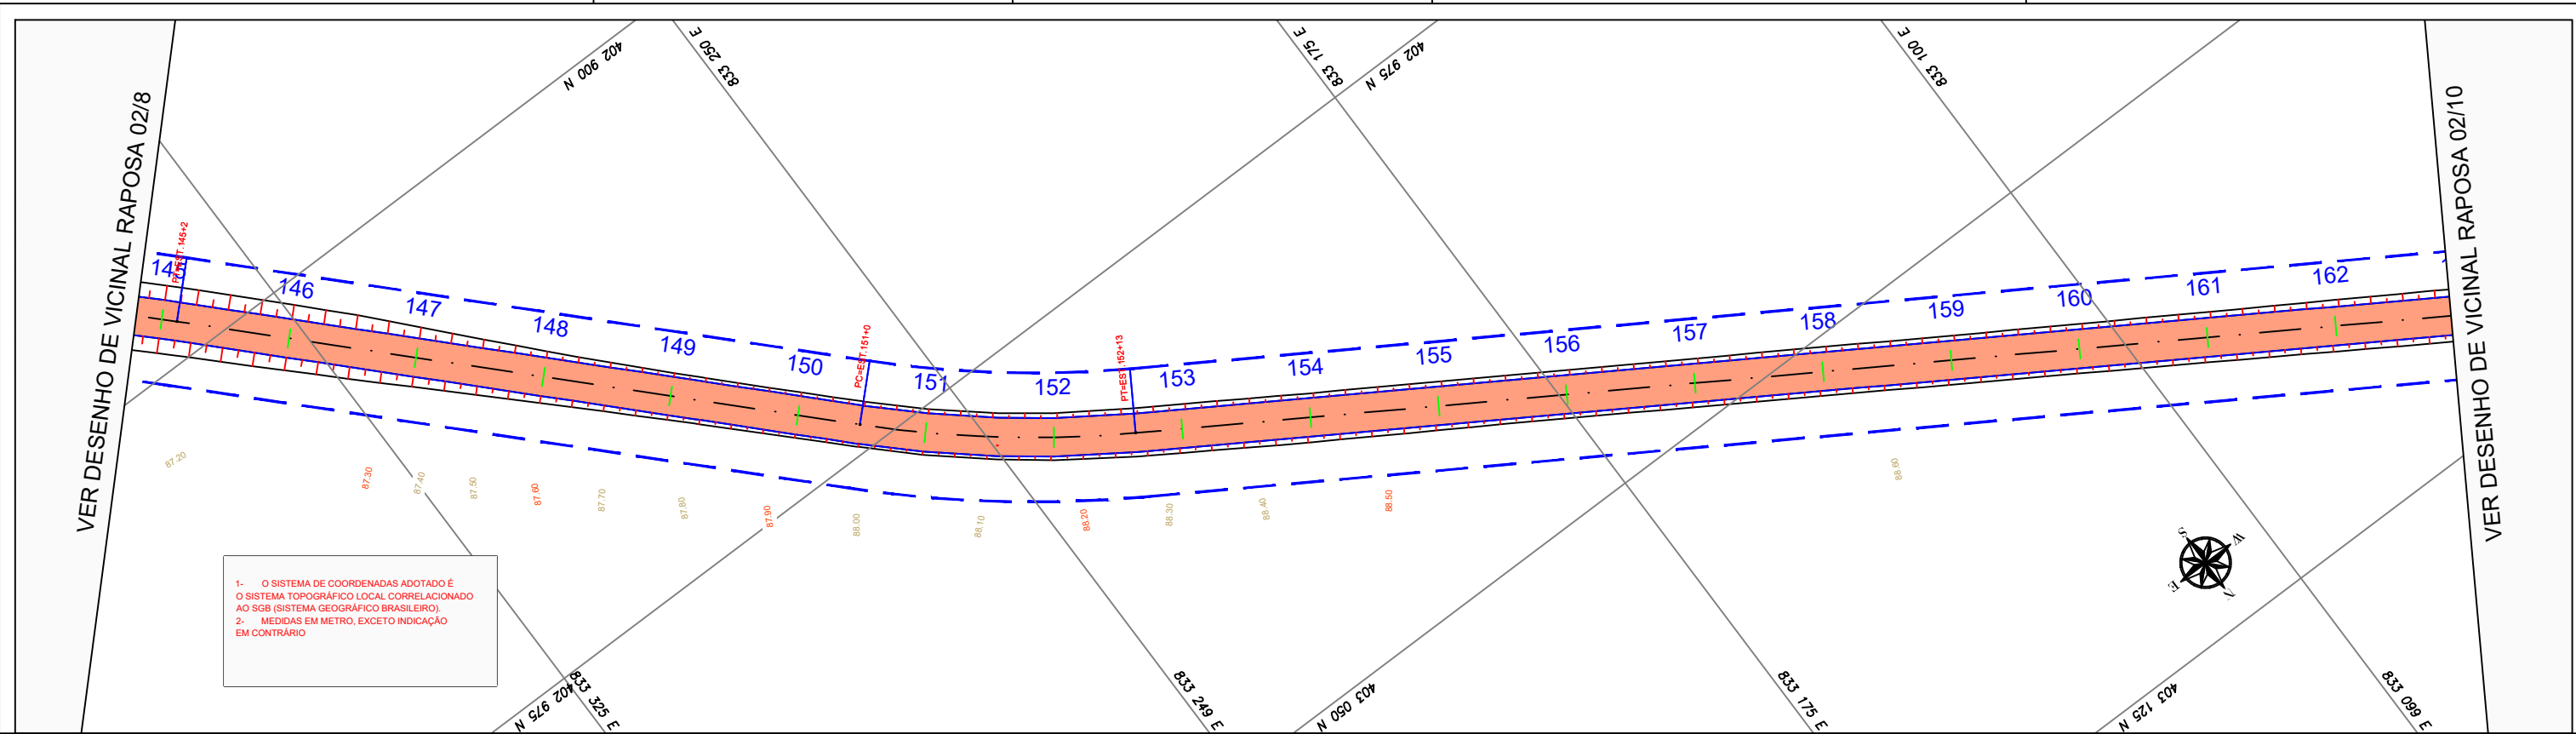 VER DESENHO DE VICINAL RAPOSA 02/8
402 900 N
833 250 E
833 175 E
402 975 N
833 100 E
VER DESENHO DE VICINAL RAPOSA 02/10
PT=EST.145+2
145
146
147
148
149
150
PC=EST.151+0
151
152
PT=EST.152+13
153
154
155
156
157
158
159
160
161
162
87.20
87.30
87.40
87.50
87.60
87.70
87.80
87.90
88.00
88.10
88.20
88.30
88.40
88.50
88.60
S
W
E
N
1- O SISTEMA DE COORDENADAS ADOTADO É
O SISTEMA TOPOGRÁFICO LOCAL CORRELACIONADO
AO SGB (SISTEMA GEOGRÁFICO BRASILEIRO).
2- MEDIDAS EM METRO, EXCETO INDICAÇÃO
EM CONTRÁRIO
402 975 N
833 325 E
833 249 E
403 050 N
833 175 E
403 125 N
833 099 E